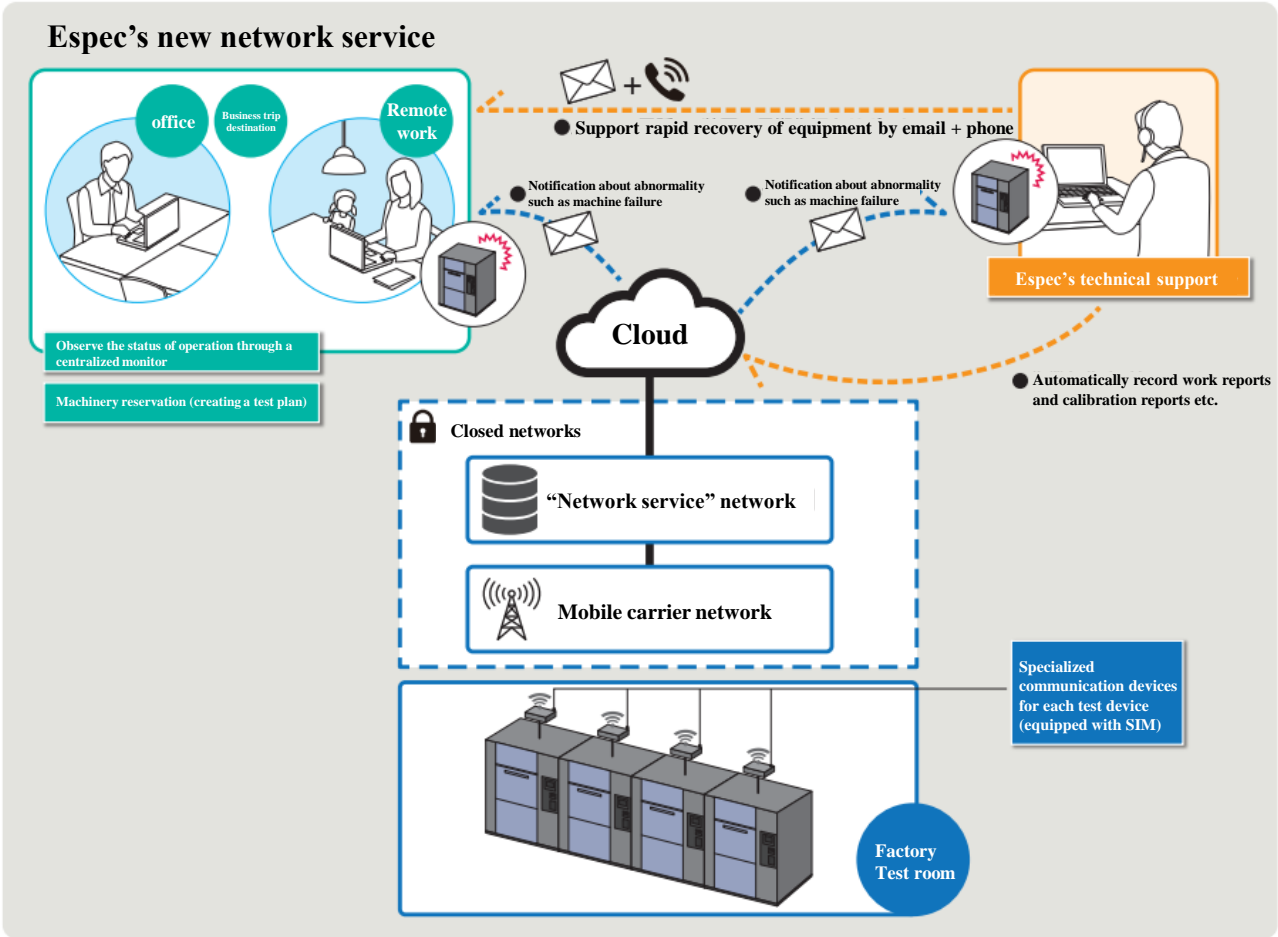 Espec’s new network service
office
Business trip
destination
Remote
work
Support rapid recovery of equipment by email + phone
Notification about abnormality
such as machine failure
Notification about abnormality
such as machine failure
Espec’s technical support
Cloud
Observe the status of operation through a
centralized monitor
Machinery reservation (creating a test plan)
Automatically record work reports
and calibration reports etc.
Closed networks
“Network service” network
Mobile carrier network
Specialized
communication devices
for each test device
(equipped with SIM)
Factory
Test room